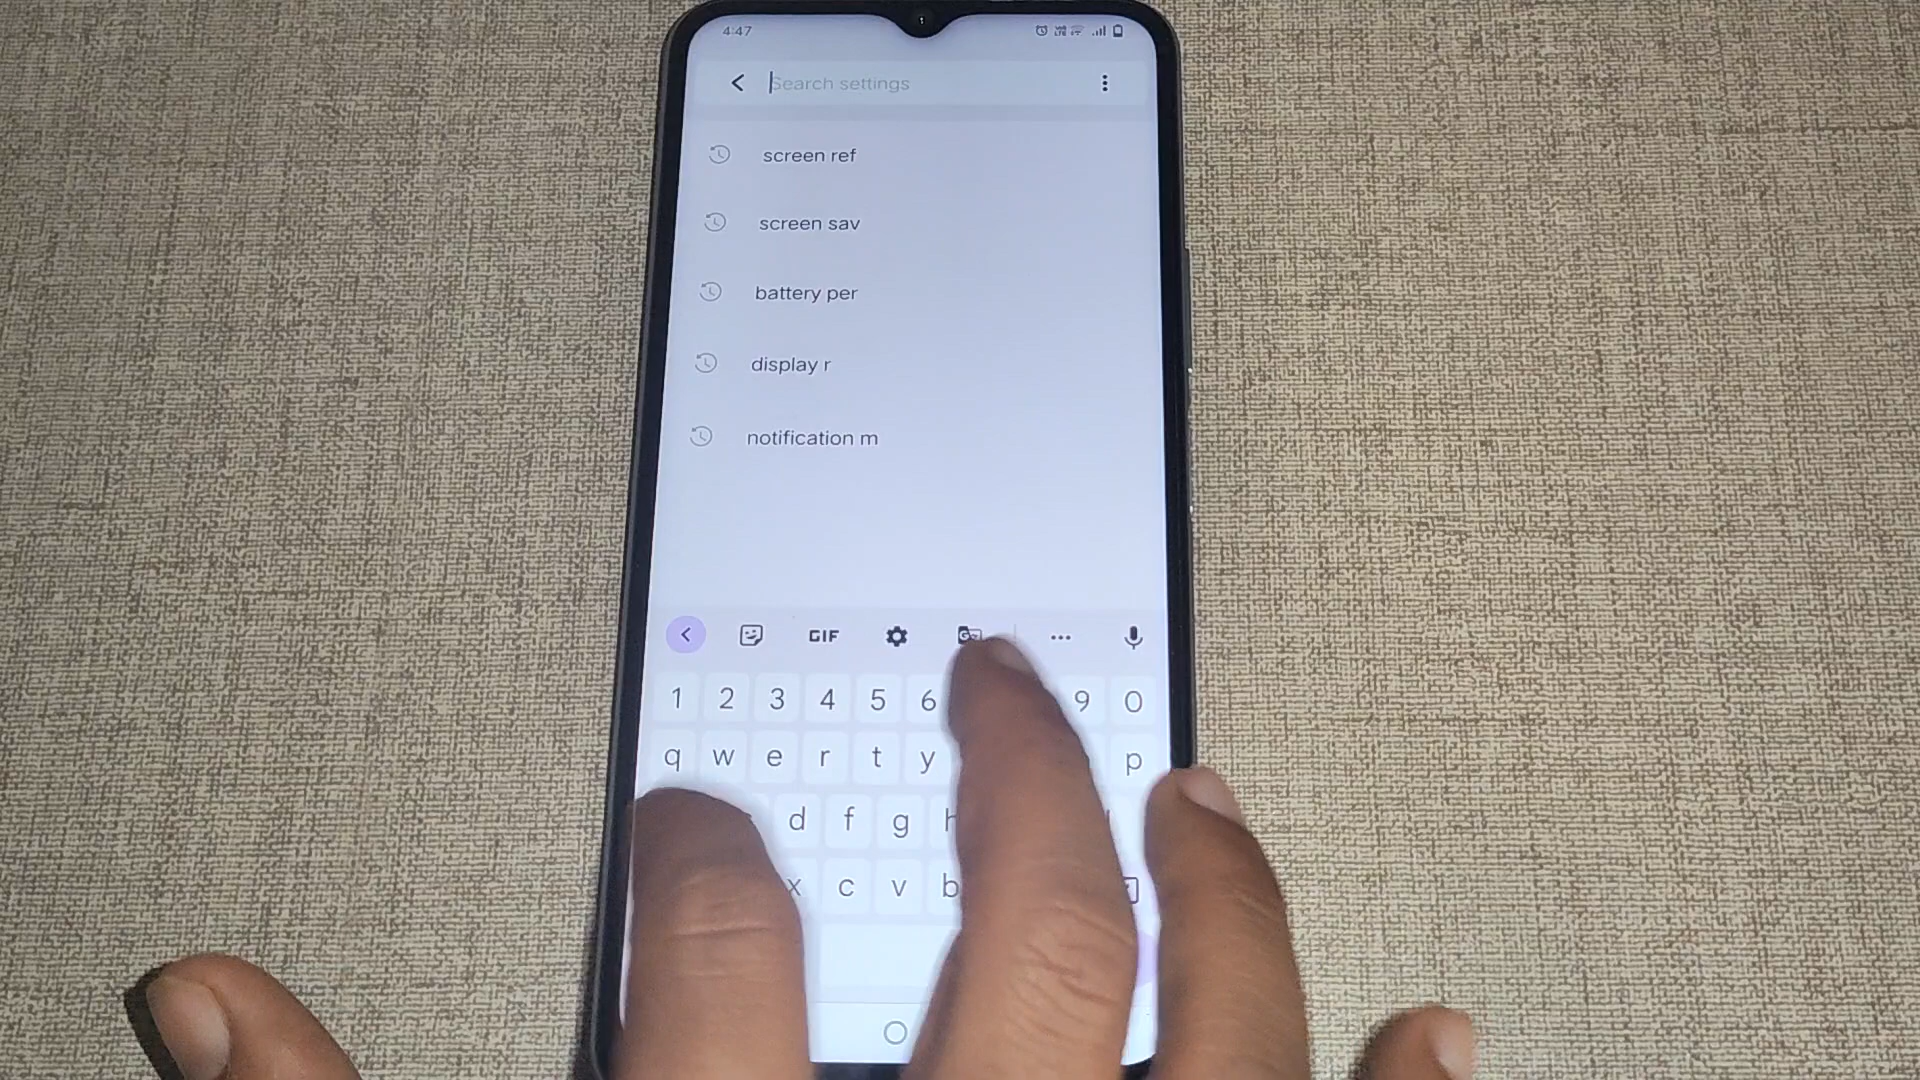 4:47
Search settings
screen ref
screen sav
battery per
display r
notification m
GIF
1 2 3 4 5 6 9 0
q w e r t y p
d f g h
x c v b